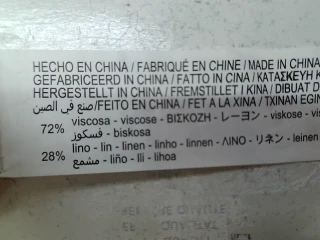 HECHO EN CHINA / FABRIQUÉ EN CHINE / MADE IN CHINA
GEFABRICEERD IN CHINA / FATTO IN CINA / ΚΑΤΑΣΚΕΥΗ Κ
HERGESTELLT IN CHINA / FREMSTILLET I KINA / DIBUAT D
صنع في الصين/FEITO EN CHINA / FET A LA XINA / TXINAN EGIN
72% viscosa - viscose - ΒΙΣΚΟΖΗ - レーヨン - viskose - vis
فسكوز - biskosa
28% lino - lin - linen - linho - linnen - ΛΙΝΟ - リネン - leinen
مشمع - liño - lli - lihoa